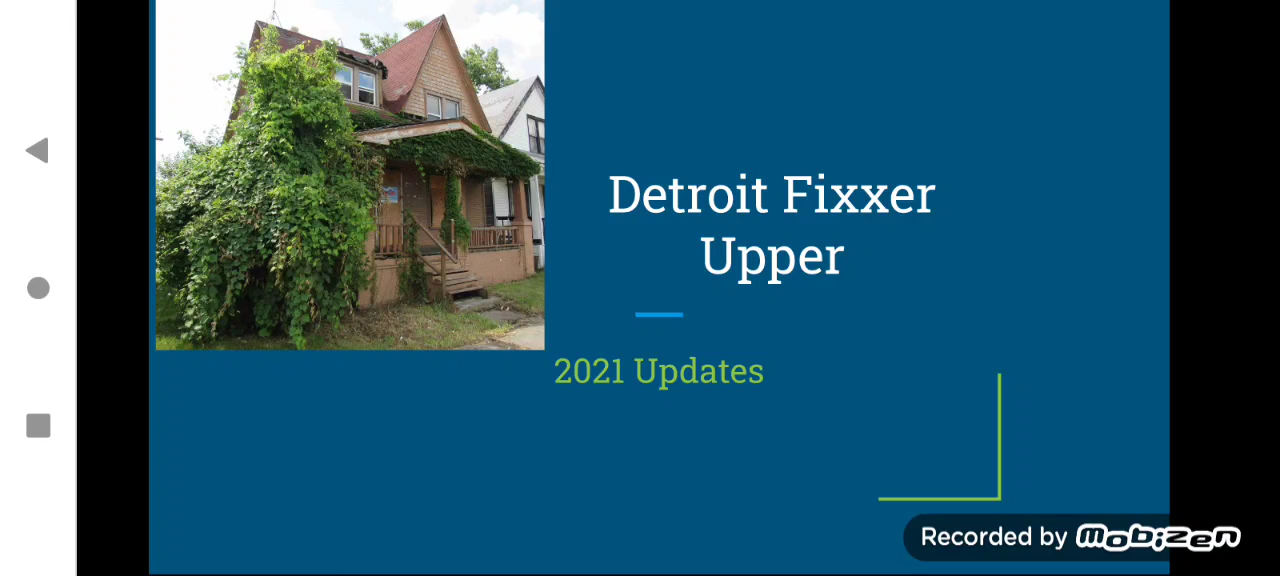 Detroit Fixxer
Upper
2021 Updates
Recorded by Mobizen